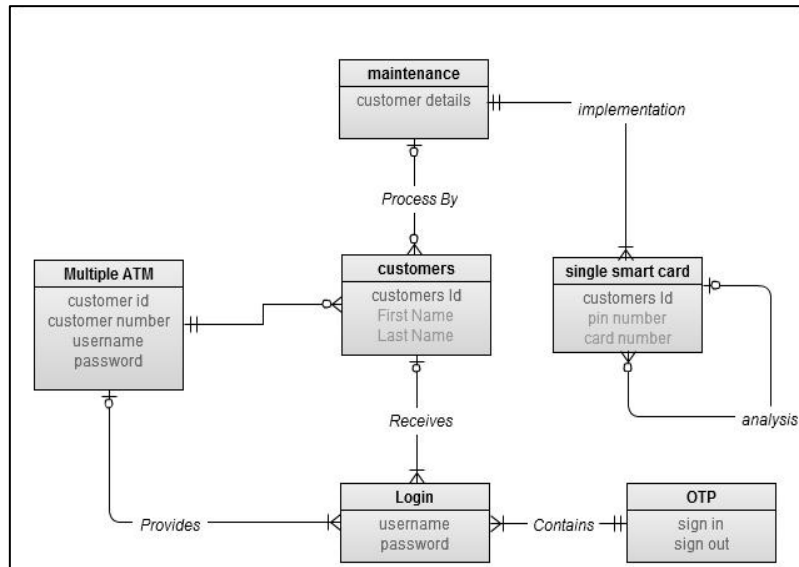 maintenance
customer details
implementation
Process By
Multiple ATM
customer id
customer number
username
password
customers
customers Id
First Name
Last Name
single smart card
customers Id
pin number
card number
analysis
Receives
Provides
Login
username
password
Contains
OTP
sign in
sign out